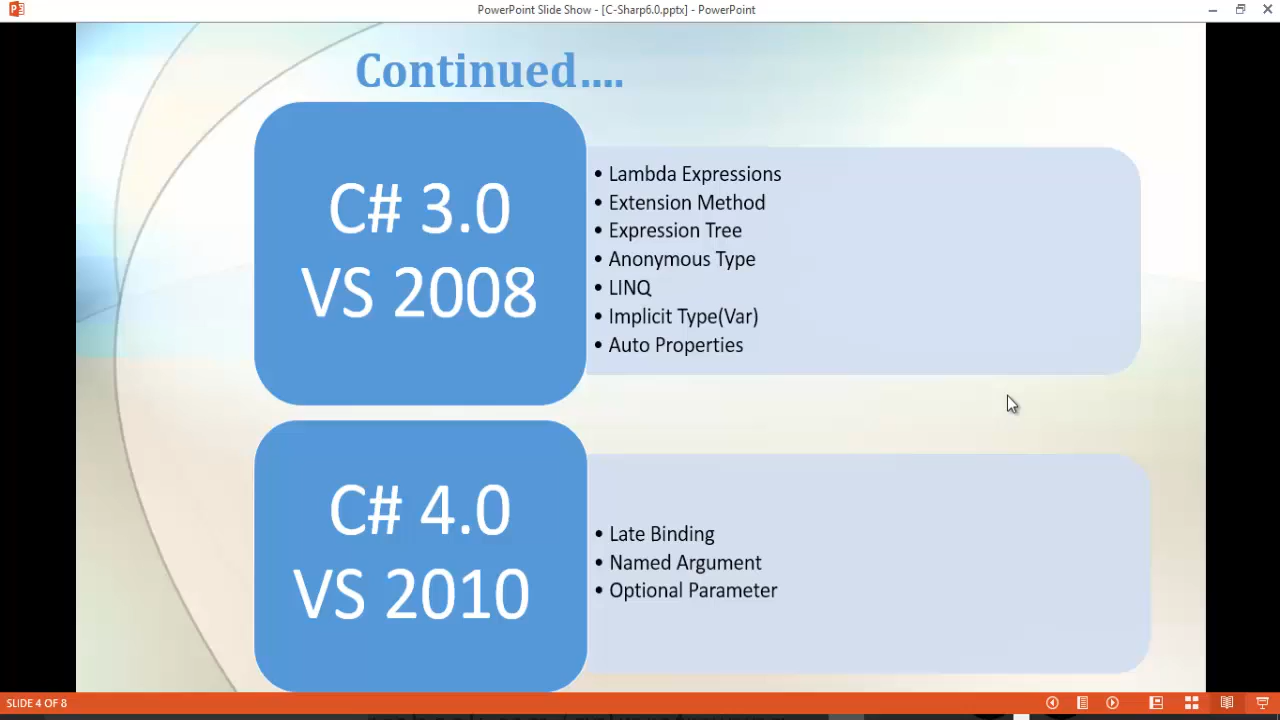 PowerPoint Slide Show - [C-Sharp6.0.pptx] - PowerPoint
Continued....
C# 3.0
VS 2008
• Lambda Expressions
• Extension Method
• Expression Tree
• Anonymous Type
• LINQ
• Implicit Type(Var)
• Auto Properties
C# 4.0
VS 2010
• Late Binding
• Named Argument
• Optional Parameter
SLIDE 4 OF 8